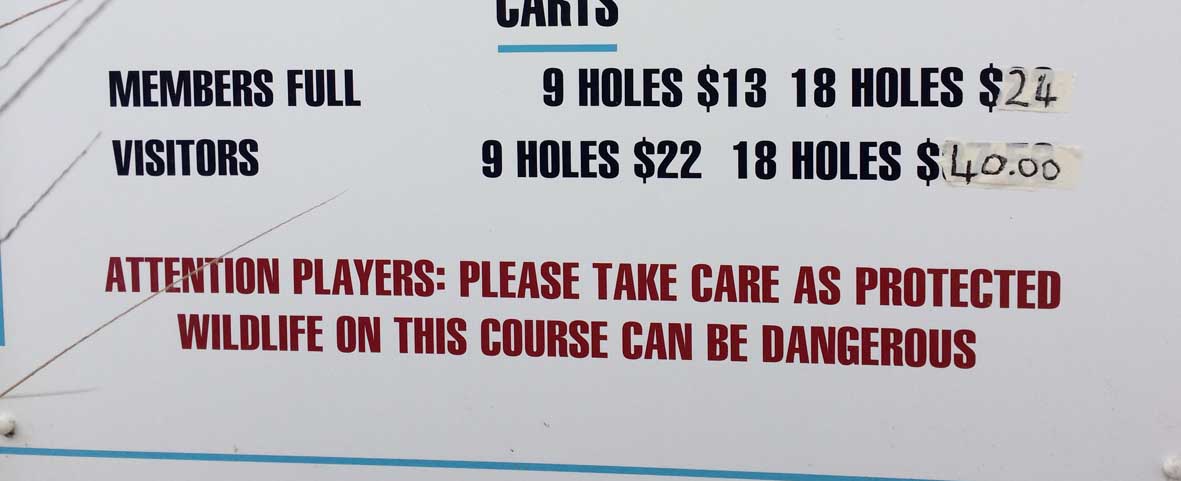 CARTS
MEMBERS FULL 9 HOLES $13 18 HOLES $24
VISITORS 9 HOLES $22 18 HOLES $40.00
ATTENTION PLAYERS: PLEASE TAKE CARE AS PROTECTED
WILDLIFE ON THIS COURSE CAN BE DANGEROUS